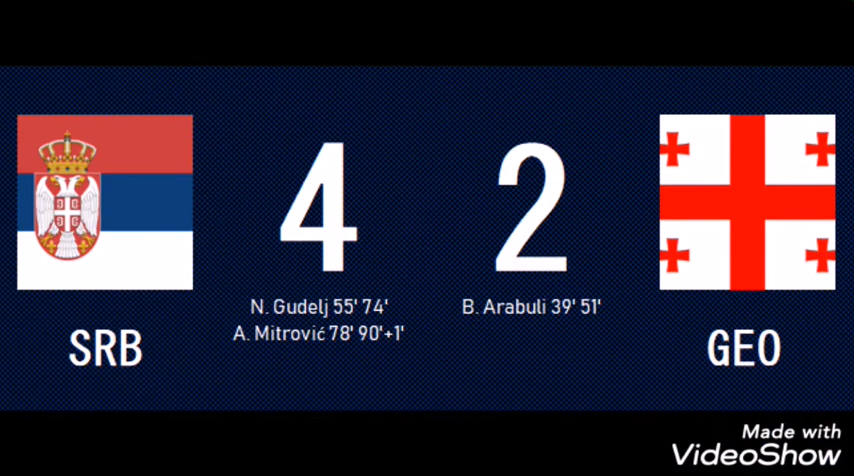 4
2
N. Gudelj 55' 74'
A. Mitrović 78' 90'+1'
B. Arabuli 39' 51'
SRB
GEO
Made with
VideoShow